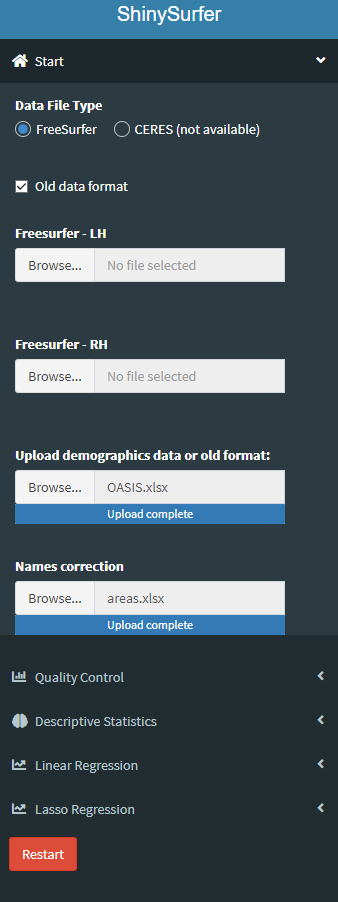 ShinySurfer
Start
Data File Type
FreeSurfer CERES (not available)
Old data format
Freesurfer - LH
Browse... No file selected
Freesurfer - RH
Browse... No file selected
Upload demographics data or old format:
Browse... OASIS.xlsx
Upload complete
Names correction
Browse... areas.xlsx
Upload complete
Quality Control
Descriptive Statistics
Linear Regression
Lasso Regression
Restart